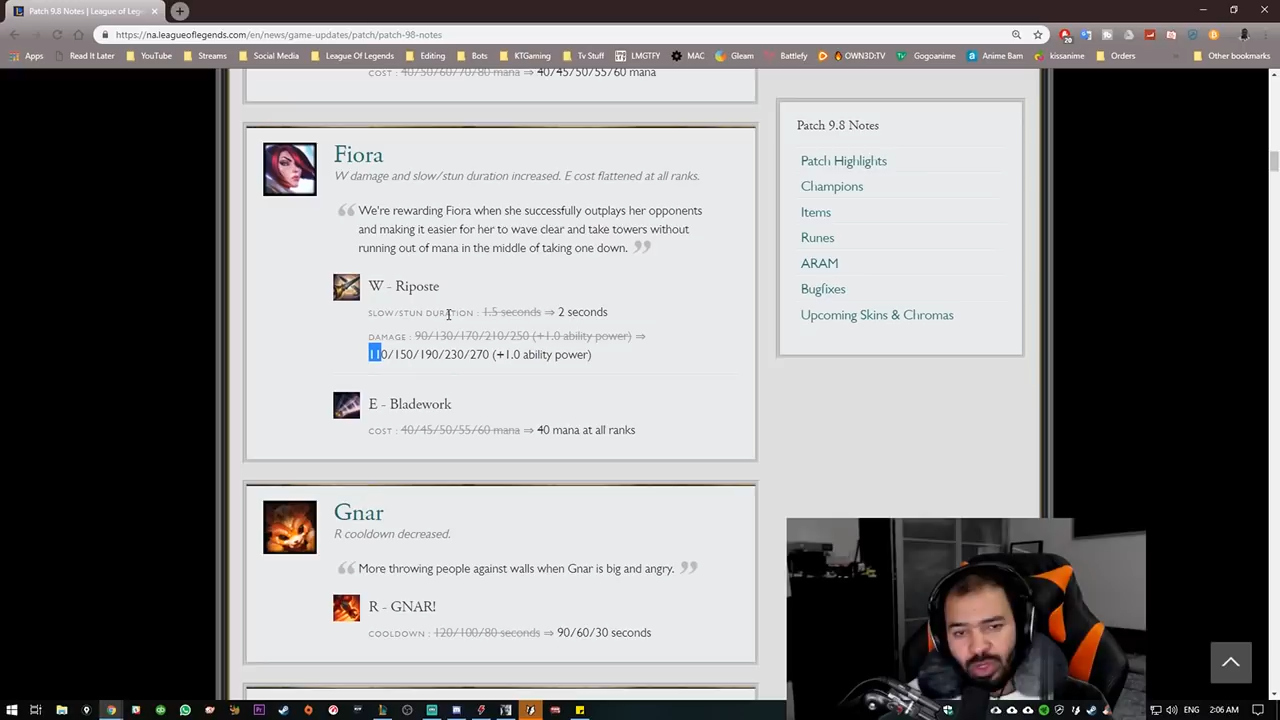 Patch 9.8 Notes | League of Lege
https://na.leagueoflegends.com/en/news/game-updates/patch/patch-98-notes
Apps Read It Later YouTube Streams Social Media League Of Legends Editing Bots KTGaming Tv Stuff LMGTFY MAC Gleam Battlefy OWN3D:TV Gogoanime Anime Bam kissanime Orders Other bookmarks
COST : 40/50/60/70/80 mana ⇒ 40/45/50/55/60 mana
Fiora
W damage and slow/stun duration increased. E cost flattened at all ranks.
We're rewarding Fiora when she successfully outplays her opponents
and making it easier for her to wave clear and take towers without
running out of mana in the middle of taking one down.
W - Riposte
SLOW/STUN DURATION : 1.5 seconds ⇒ 2 seconds
DAMAGE : 90/130/170/210/250 (+1.0 ability power) ⇒
110/150/190/230/270 (+1.0 ability power)
E - Bladework
COST : 40/45/50/55/60 mana ⇒ 40 mana at all ranks
Gnar
R cooldown decreased.
More throwing people against walls when Gnar is big and angry.
R - GNAR!
COOLDOWN : 120/100/80 seconds ⇒ 90/60/30 seconds
Patch 9.8 Notes
Patch Highlights
Champions
Items
Runes
ARAM
Bugfixes
Upcoming Skins & Chromas
ENG 2:06 AM